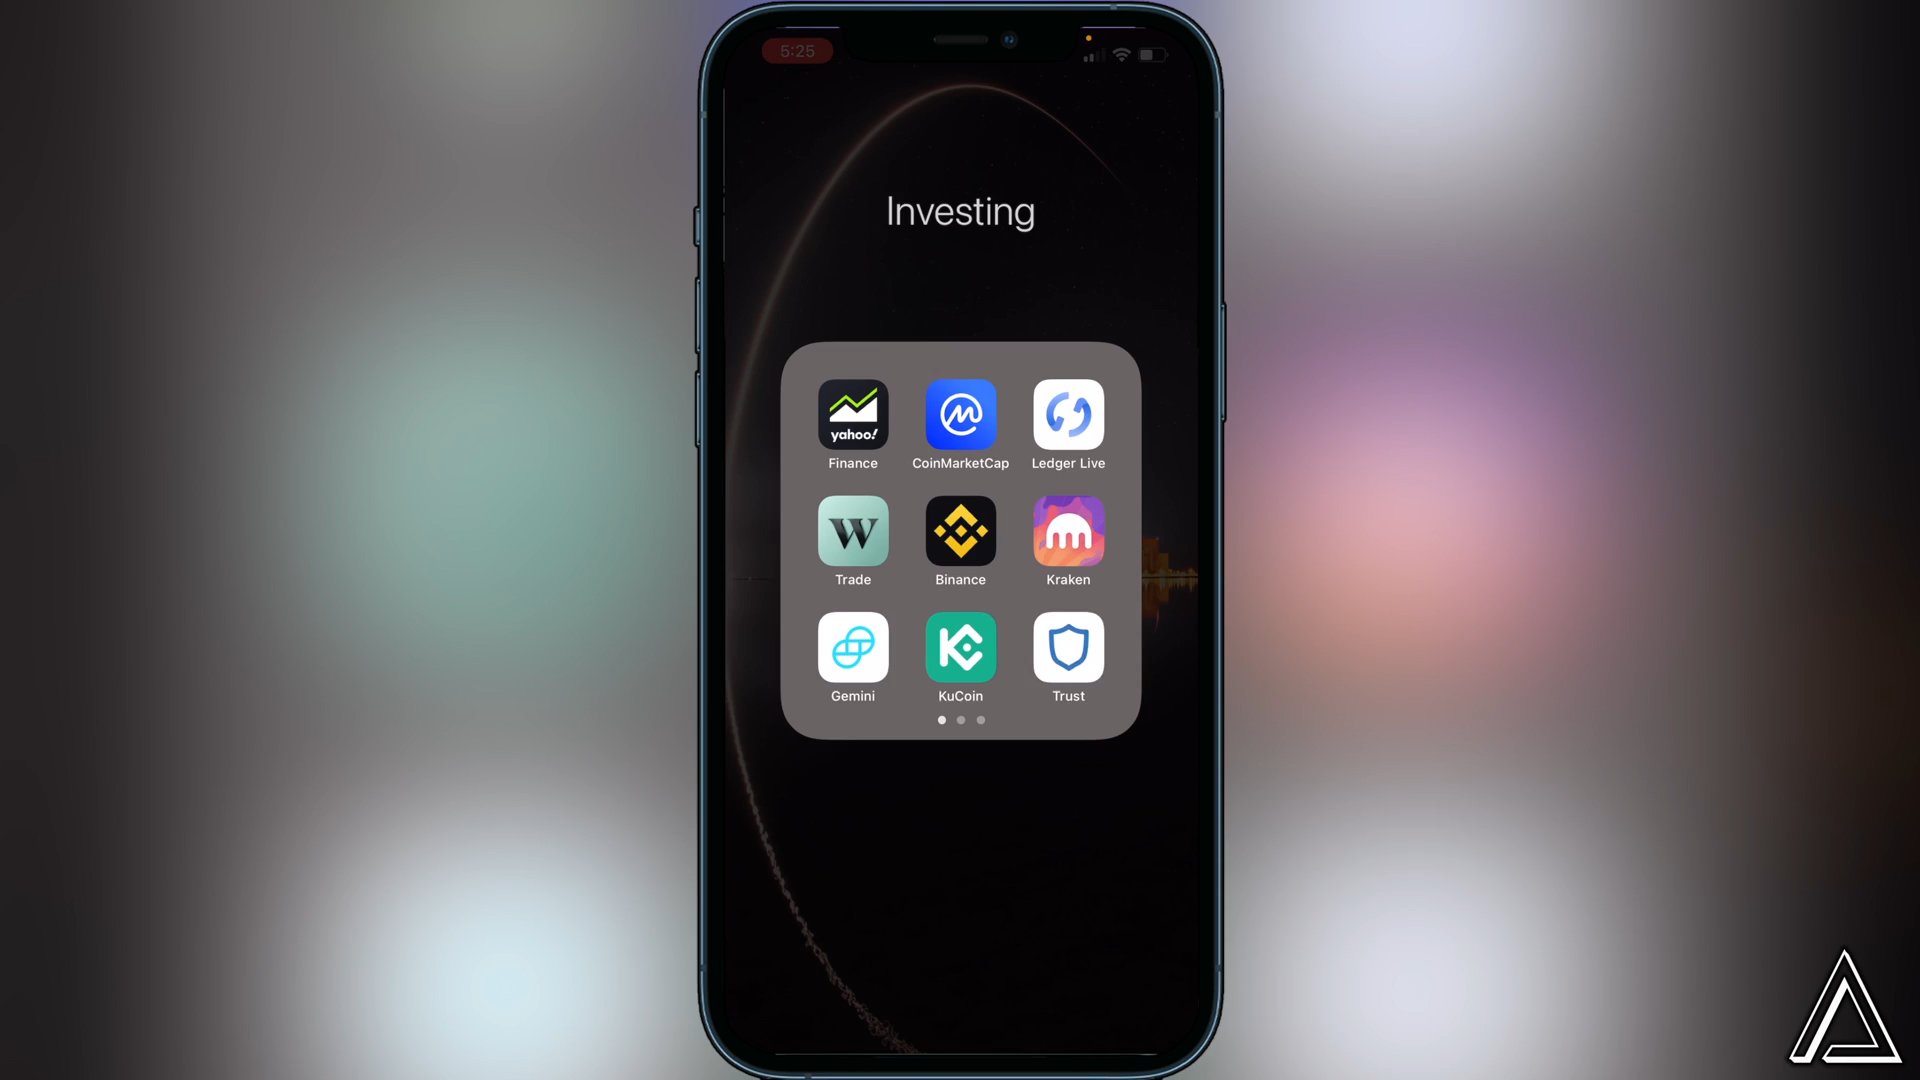 5:25
Investing
yahoo!
Finance CoinMarketCap Ledger Live
W
Trade Binance Kraken
Gemini KuCoin Trust